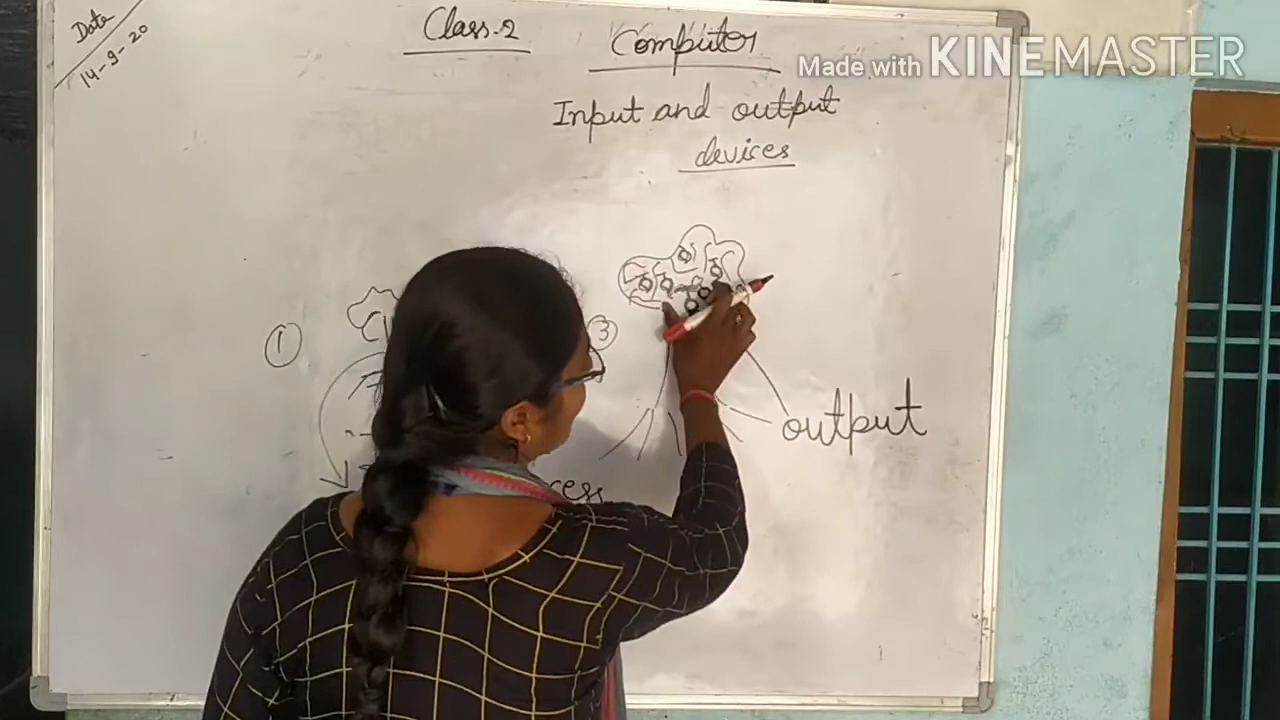 Date
14-9-20
Class-2
Computer
Made with KINEMASTER
Input and output
devices
1
3
output